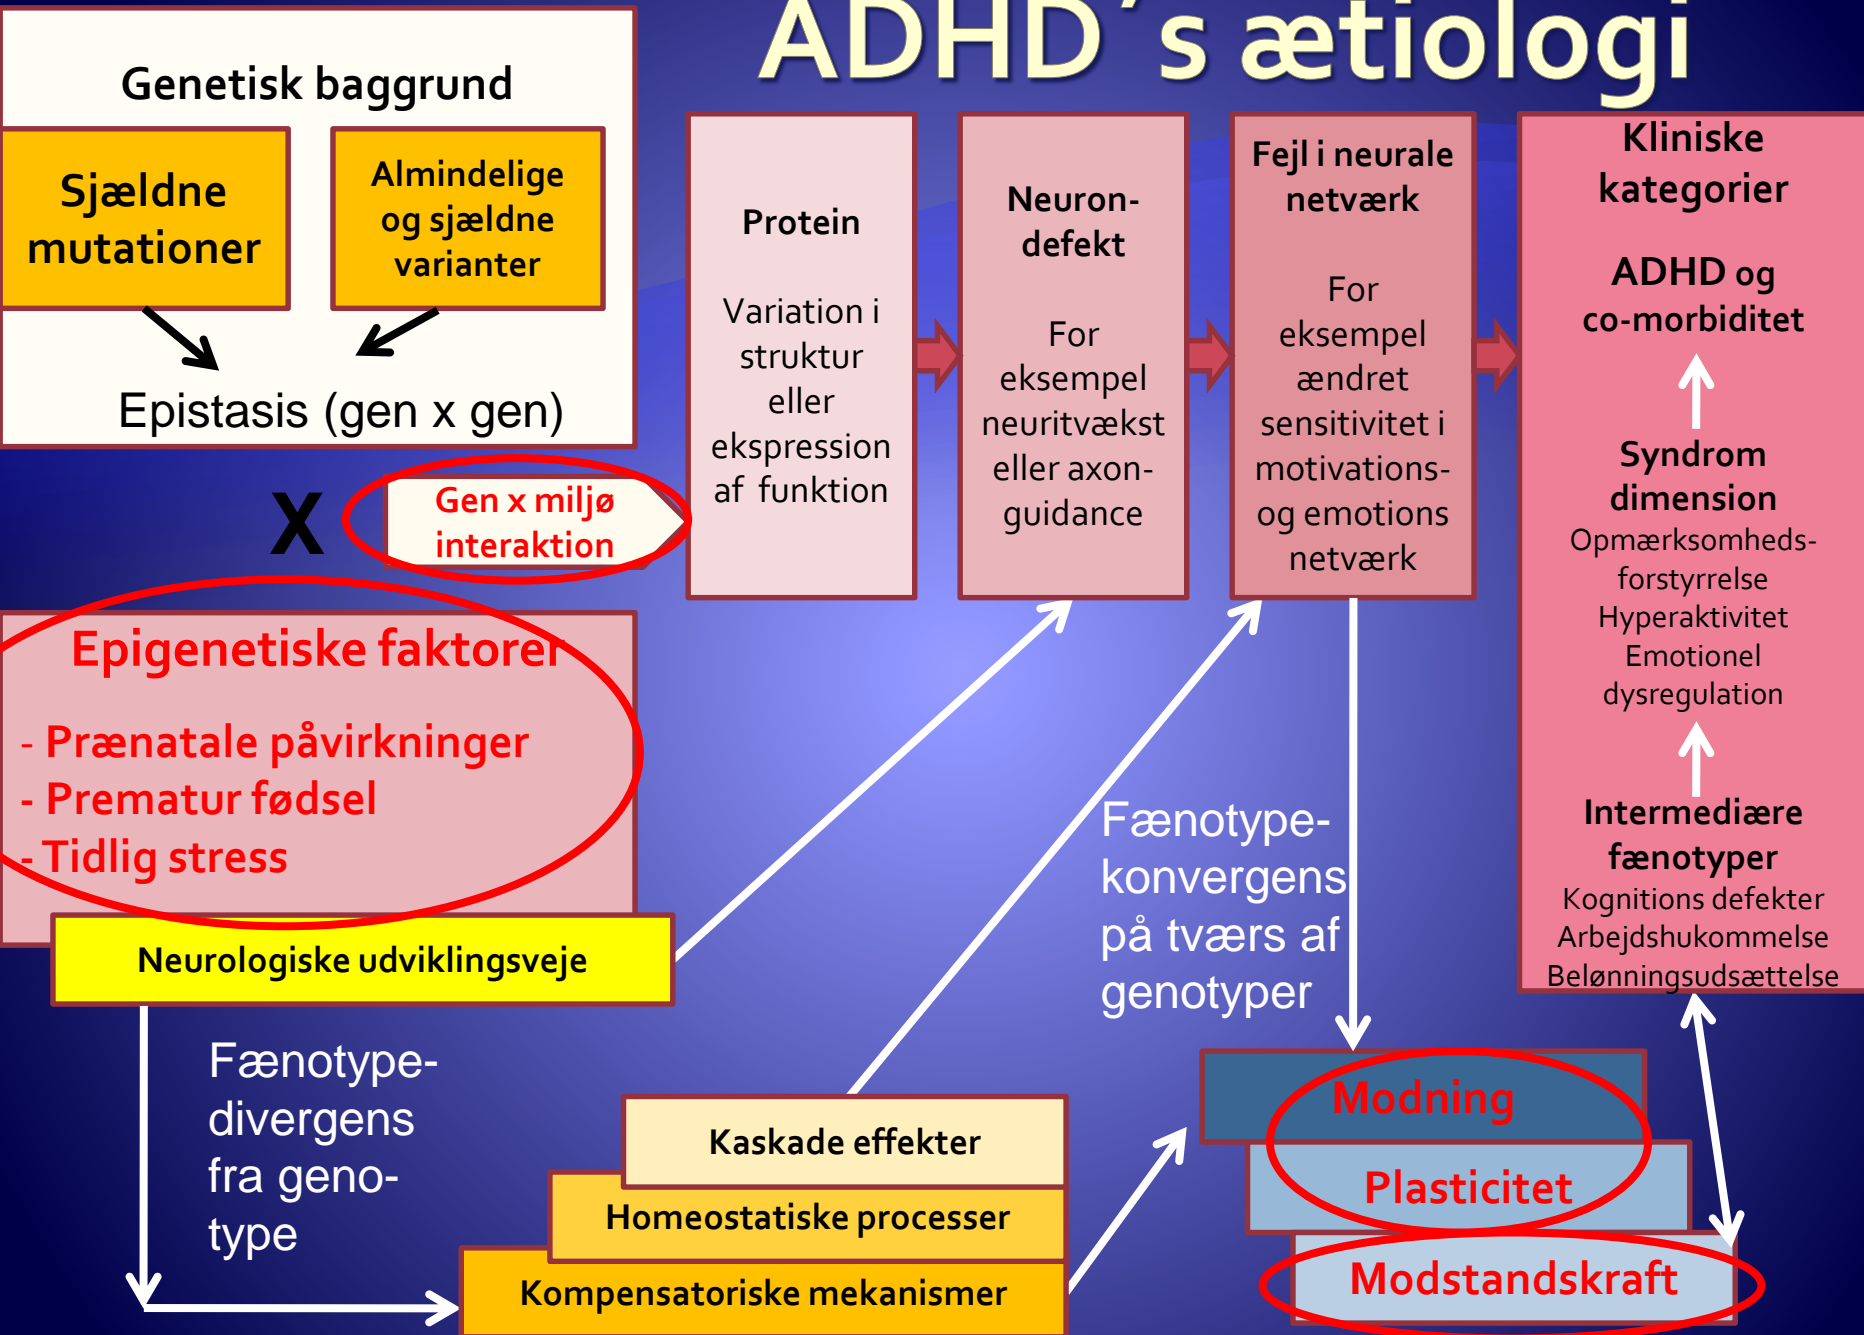 ADHD´s ætiologi
Genetisk baggrund
Sjældne
mutationer
Almindelige
og sjældne
varianter
Epistasis (gen x gen)
X
Gen x miljø
interaktion
Epigenetiske faktorer
- Prænatale påvirkninger
- Prematur fødsel
- Tidlig stress
Neurologiske udviklingsveje
Protein
Variation i
struktur
eller
ekspression
af funktion
Neuron-
defekt
For
eksempel
neuritvækst
eller axon-
guidance
Fejl i neurale
netværk
For
eksempel
ændret
sensitivitet i
motivations-
og emotions
netværk
Kliniske
kategorier
ADHD og
co-morbiditet
Syndrom
dimension
Opmærksomheds-
forstyrrelse
Hyperaktivitet
Emotionel
dysregulation
Intermediære
fænotyper
Kognitions defekter
Arbejdshukommelse
Belønningsudsættelse
Fænotype-
konvergens
på tværs af
genotyper
Fænotype-
divergens
fra geno-
type
Kaskade effekter
Homeostatiske processer
Kompensatoriske mekanismer
Modning
Plasticitet
Modstandskraft